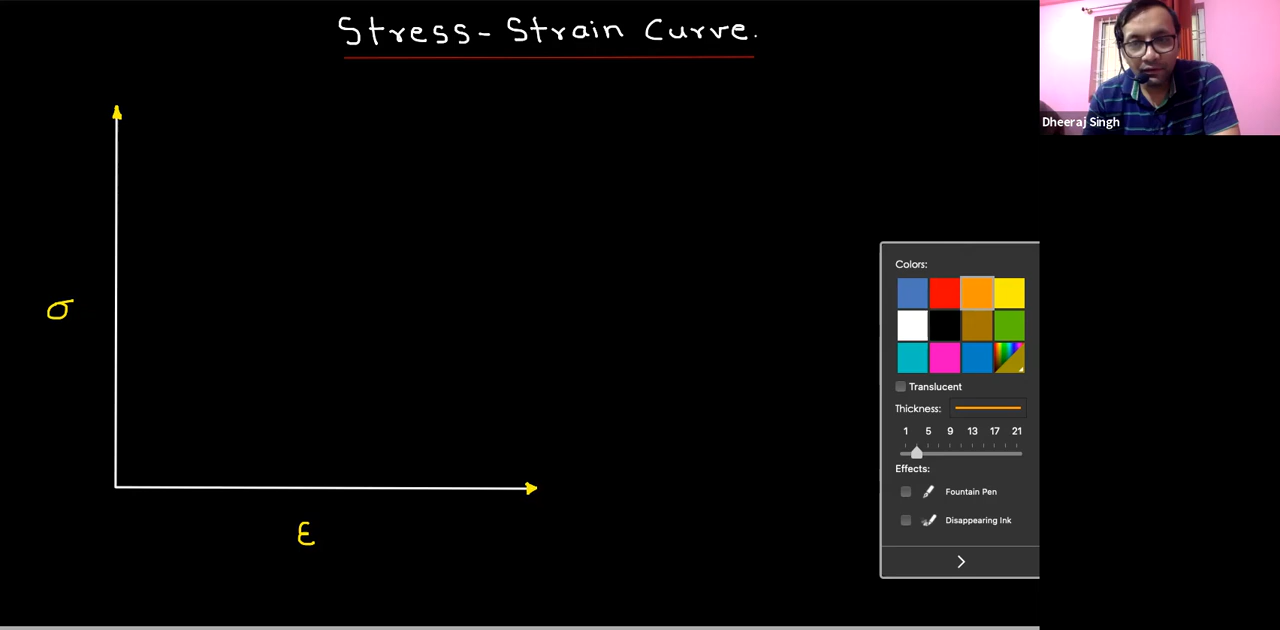 Stress-Strain Curve.
Dheeraj Singh
σ
ε
Colors:
Translucent
Thickness:
1 5 9 13 17 21
Effects:
Fountain Pen
Disappearing Ink